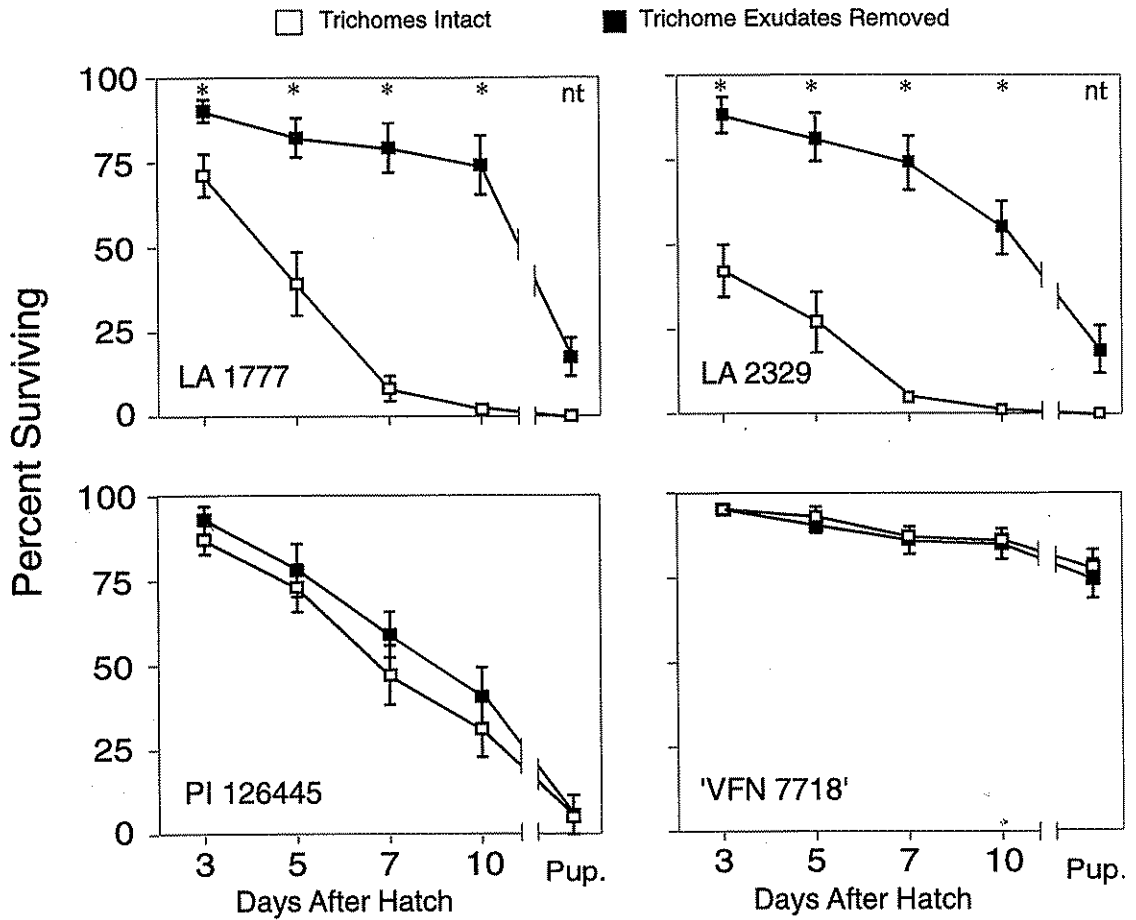 Trichomes Intact
Trichome Exudates Removed
Percent Surviving
100
75
50
25
0
* * * * nt
LA 1777
* * * * nt
LA 2329
100
75
50
25
0
PI 126445
3 5 7 10 Pup.
Days After Hatch
'VFN 7718'
3 5 7 10 Pup.
Days After Hatch